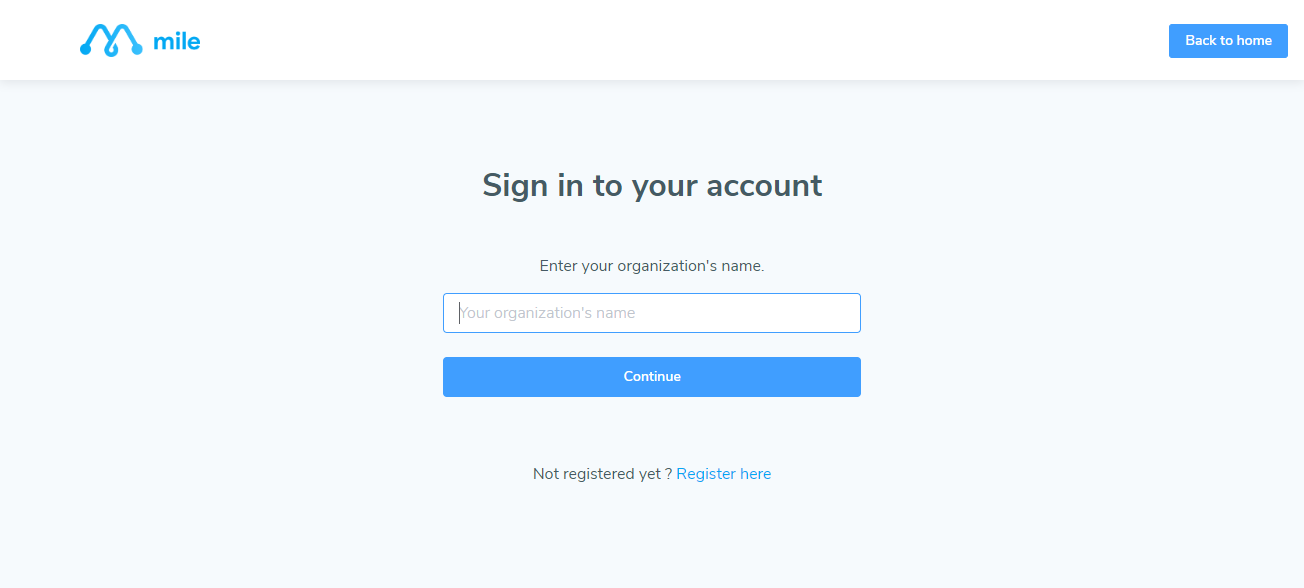 mile
Back to home
Sign in to your account
Enter your organization's name.
Your organization's name
Continue
Not registered yet ? Register here